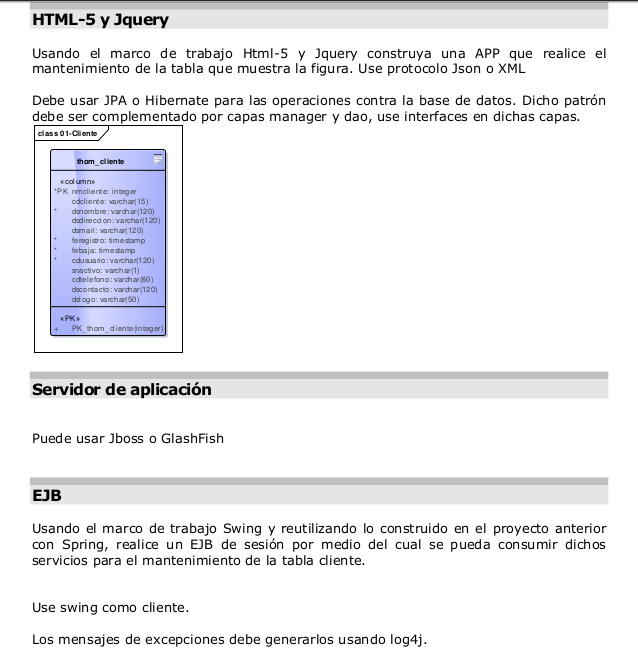 HTML-5 y Jquery
Usando el marco de trabajo Html-5 y Jquery construya una APP que realice el
mantenimiento de la tabla que muestra la figura. Use protocolo Json o XML
Debe usar JPA o Hibernate para las operaciones contra la base de datos. Dicho patrón
debe ser complementado por capas manager y dao, use interfaces en dichas capas.
class 01-Cliente
thom_cliente
«column»
*PK nmcliente: integer
cdcliente: varchar(15)
* dsnombre: varchar(120)
dsdireccion: varchar(120)
dsmail: varchar(120)
* feregistro: timestamp
* febaja: timestamp
* cdusuario: varchar(120)
snactivo: varchar(1)
cdtelefono: varchar(60)
dscontacto: varchar(120)
dslogo: varchar(50)
«PK»
+ PK_thom_cliente(integer)
Servidor de aplicación
Puede usar Jboss o GlashFish
EJB
Usando el marco de trabajo Swing y reutilizando lo construido en el proyecto anterior
con Spring, realice un EJB de sesión por medio del cual se pueda consumir dichos
servicios para el mantenimiento de la tabla cliente.
Use swing como cliente.
Los mensajes de excepciones debe generarlos usando log4j.